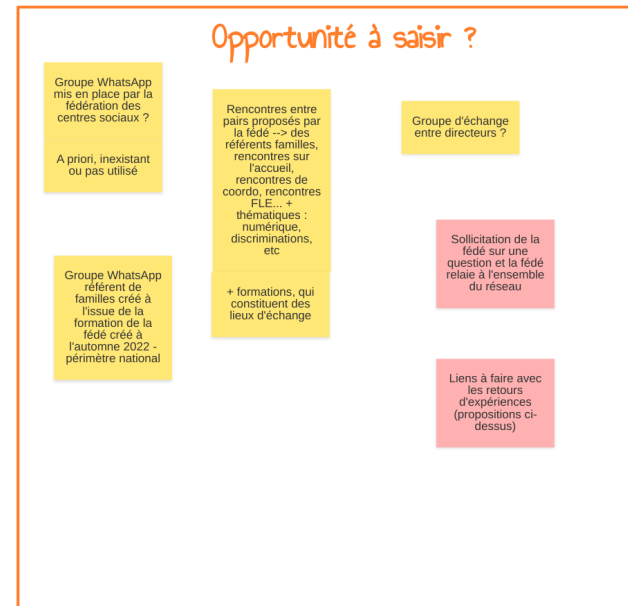 Opportunité à saisir ?
Groupe WhatsApp
mis en place par la
fédération des
centres sociaux ?
A priori, inexistant
ou pas utilisé
Rencontres entre
pairs proposés par
la fédé --> des
référents familles,
rencontres sur
l'accueil,
rencontres de
coordo, rencontres
FLE... +
thématiques :
numérique,
discriminations,
etc
+ formations, qui
constituent des
lieux d'échange
Groupe d'échange
entre directeurs ?
Groupe WhatsApp
référent de
familles créé à
l'issue de la
formation de la
fédé créé à
l'automne 2022 -
périmètre national
Sollicitation de la
fédé sur une
question et la fédé
relaie à l'ensemble
du réseau
Liens à faire avec
les retours
d'expériences
(propositions ci-
dessus)